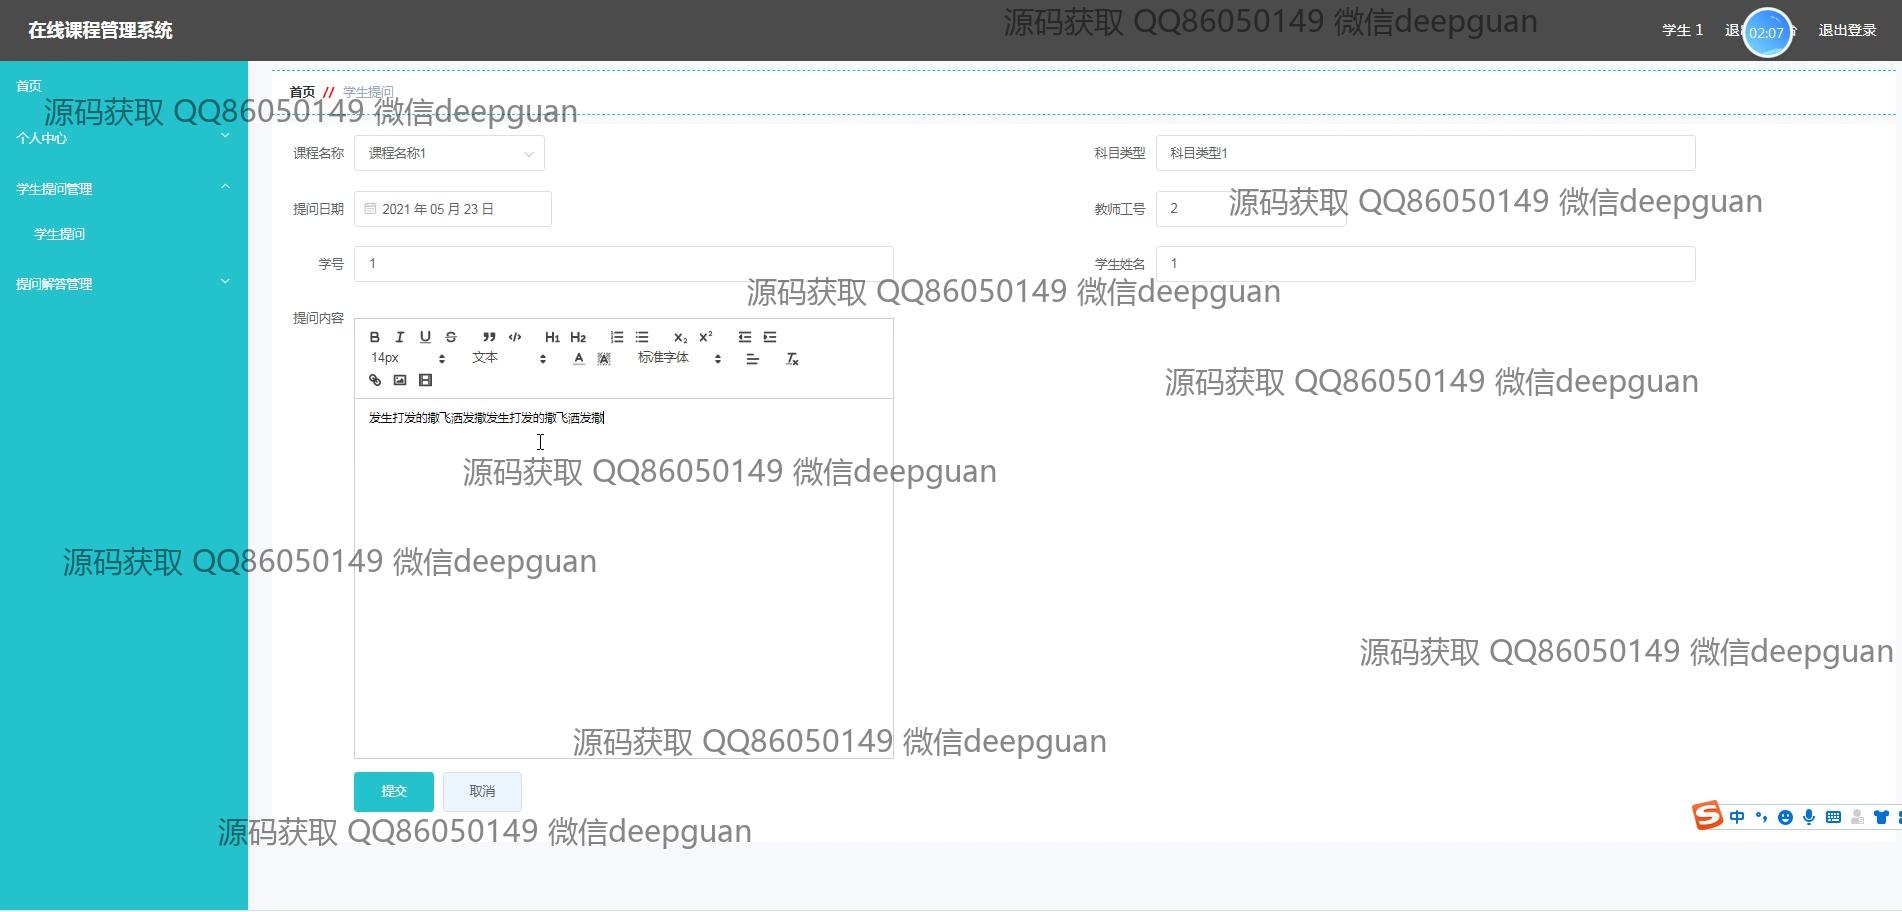 在线课程管理系统
源码获取 QQ86050149 微信deepguan
学生 1
02:07
退出登录
首页
首页 // 学生提问
源码获取 QQ86050149 微信deepguan
个人中心
课程名称 课程名称1
科目类型 科目类型1
学生提问管理
提问日期 2021 年 05 月 23 日
教师工号 2
源码获取 QQ86050149 微信deepguan
学生提问
学号 1
学生姓名 1
提问解答管理
源码获取 QQ86050149 微信deepguan
提问内容
B I U S H1 H2 X2 X2
14px 文本 A A 标准字体 Tx
源码获取 QQ86050149 微信deepguan
发生打发的撒飞洒发撒发生打发的撒飞洒发撒
源码获取 QQ86050149 微信deepguan
源码获取 QQ86050149 微信deepguan
源码获取 QQ86050149 微信deepguan
源码获取 QQ86050149 微信deepguan
提交 取消
S 中
源码获取 QQ86050149 微信deepguan